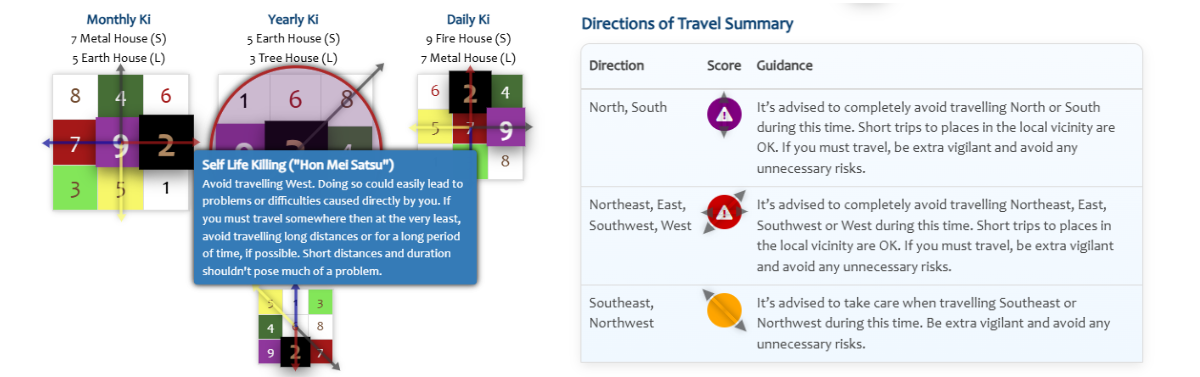 Monthly Ki
7 Metal House (S)
5 Earth House (L)
8 4 6
7 9 2
3 5 1
Yearly Ki
5 Earth House (S)
3 Tree House (L)
1 6 8
Daily Ki
9 Fire House (S)
7 Metal House (L)
6 2 4
5 7 9
8
Self Life Killing ("Hon Mei Satsu")
Avoid travelling West. Doing so could easily lead to
problems or difficulties caused directly by you. If
you must travel somewhere then at the very least,
avoid travelling long distances or for a long period
of time, if possible. Short distances and duration
shouldn't pose much of a problem.
5 1 3
4 8
9 2 7
Directions of Travel Summary
Direction Score Guidance
North, South
It's advised to completely avoid travelling North or South
during this time. Short trips to places in the local vicinity are
OK. If you must travel, be extra vigilant and avoid any
unnecessary risks.
Northeast, East,
Southwest, West
It's advised to completely avoid travelling Northeast, East,
Southwest or West during this time. Short trips to places in
the local vicinity are OK. If you must travel, be extra vigilant
and avoid any unnecessary risks.
Southeast,
Northwest
It's advised to take care when travelling Southeast or
Northwest during this time. Be extra vigilant and avoid any
unnecessary risks.